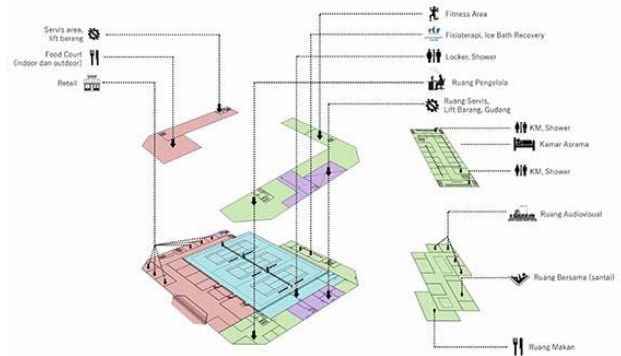 Servis area,
lift barang
Food Court
(indoor dan outdoor)
SHOP
Retail
Fitness Area
Fisioterapi, Ice Bath Recovery
Locker, Shower
Ruang Pengelola
Ruang Servis,
Lift Barang, Gudang
KM, Shower
Kamar Asrama
KM, Shower
Ruang Audiovisual
Ruang Bersama (santai)
Ruang Makan